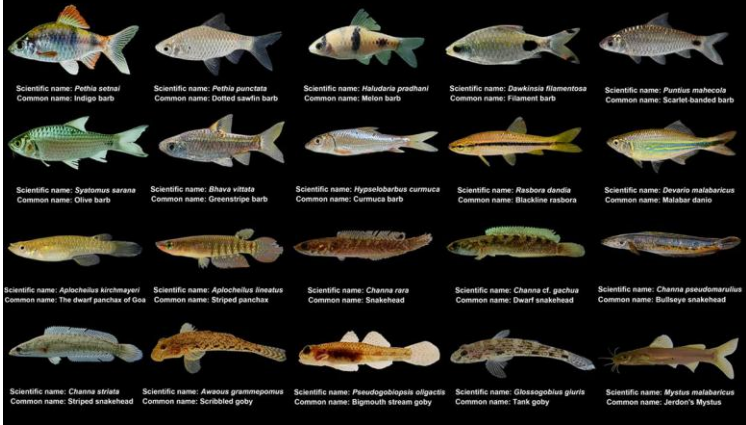 Scientific name: Pethia setnai
Common name: Indigo barb
Scientific name: Pethia punctata
Common name: Dotted sawfin barb
Scientific name: Haludaria pradhani
Common name: Melon barb
Scientific name: Dawkinsia filamentosa
Common name: Filament barb
Scientific name: Puntius mahecola
Common name: Scarlet-banded barb
Scientific name: Syatomus sarana
Common name: Olive barb
Scientific name: Bhava vittata
Common name: Greenstripe barb
Scientific name: Hypselobarbus curmuca
Common name: Curmuca barb
Scientific name: Rasbora dandia
Common name: Blackline rasbora
Scientific name: Devario malabaricus
Common name: Malabar danio
Scientific name: Aplocheilus kirchmayeri
Common name: The dwarf panchax of Goa
Scientific name: Aplocheilus lineatus
Common name: Striped panchax
Scientific name: Channa rara
Common name: Snakehead
Scientific name: Channa cf. gachua
Common name: Dwarf snakehead
Scientific name: Channa pseudomarulius
Common name: Bullseye snakehead
Scientific name: Channa striata
Common name: Striped snakehead
Scientific name: Awaous grammepomus
Common name: Scribbled goby
Scientific name: Pseudogobiopsis oligactis
Common name: Bigmouth stream goby
Scientific name: Glossogobius giuris
Common name: Tank goby
Scientific name: Mystus malabaricus
Common name: Jerdon's Mystus